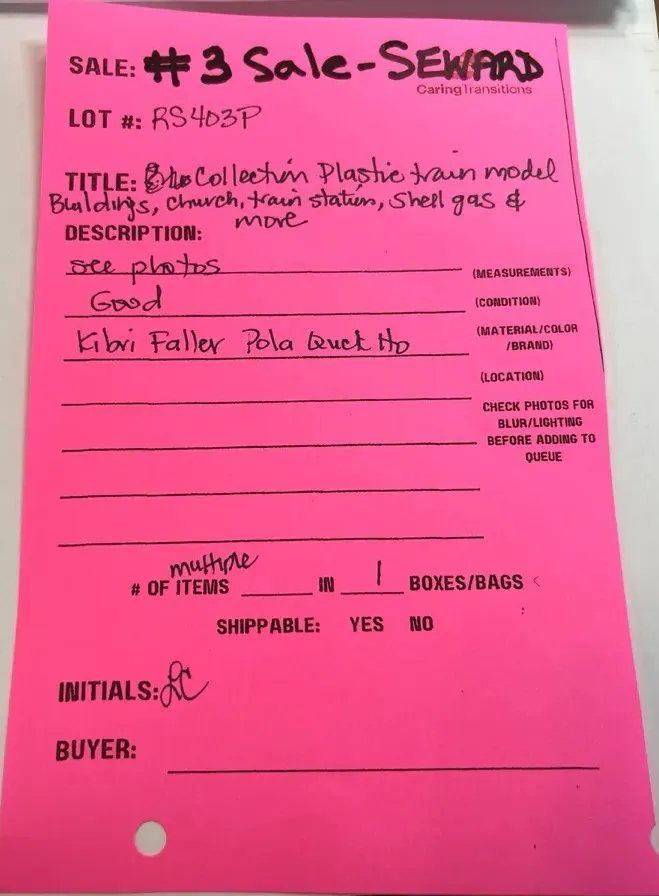 SALE: #3 Sale-SEWARD
CaringTransitions
LOT #: RS403P
TITLE: Collection Plastic train model
Buildings, church, train station, Shell gas &
more
DESCRIPTION:
see photos (MEASUREMENTS)
Good (CONDITION)
Kibri Faller Pola Quck Ho (MATERIAL/COLOR
/BRAND)
(LOCATION)
CHECK PHOTOS FOR
BLUR/LIGHTING
BEFORE ADDING TO
QUEUE
multiple
# OF ITEMS IN 1 BOXES/BAGS
SHIPPABLE: YES NO
INITIALS:
BUYER: